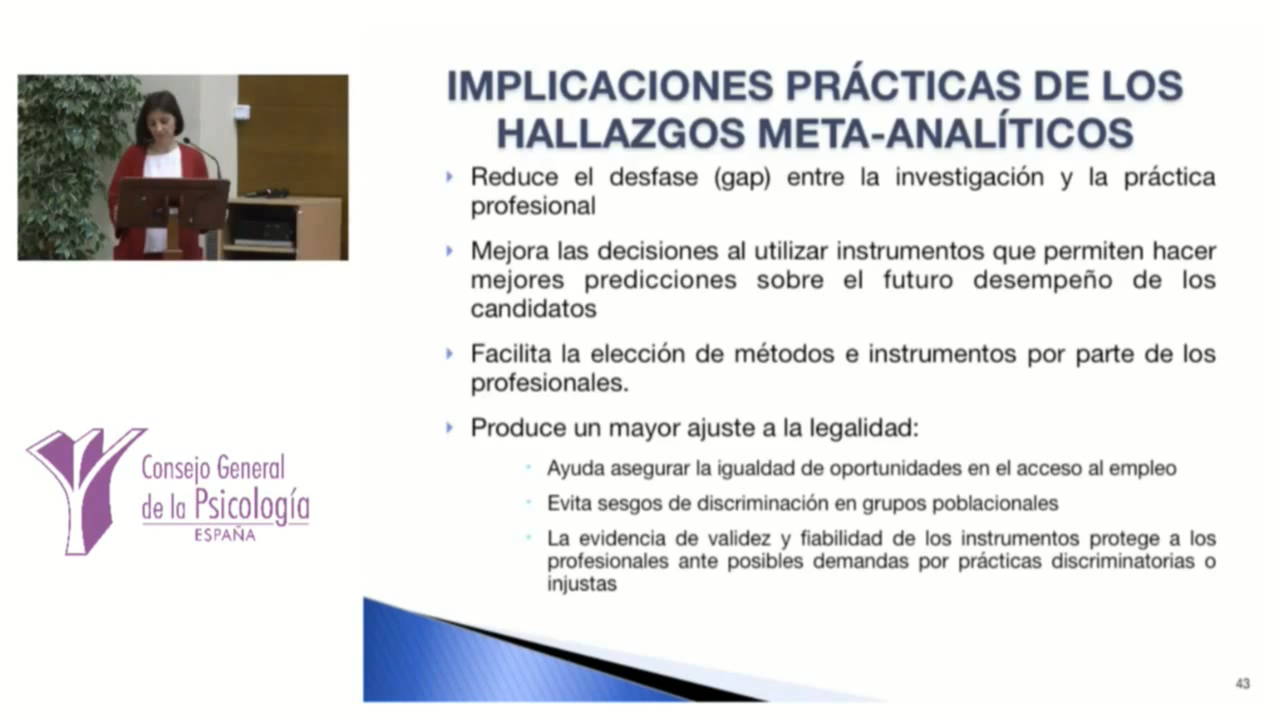 IMPLICACIONES PRÁCTICAS DE LOS
HALLAZGOS META-ANALÍTICOS
Reduce el desfase (gap) entre la investigación y la práctica
profesional
Mejora las decisiones al utilizar instrumentos que permiten hacer
mejores predicciones sobre el futuro desempeño de los
candidatos
Facilita la elección de métodos e instrumentos por parte de los
profesionales.
Produce un mayor ajuste a la legalidad:
Ayuda asegurar la igualdad de oportunidades en el acceso al empleo
Evita sesgos de discriminación en grupos poblacionales
La evidencia de validez y fiabilidad de los instrumentos protege a los
profesionales ante posibles demandas por prácticas discriminatorias o
injustas
Consejo General
de la Psicología
ESPAÑA
43